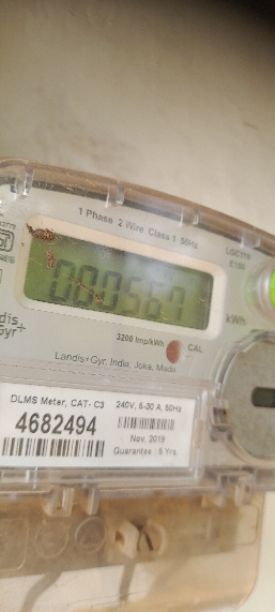 1 Phase 2 Wire Class 1 50Hz
000567
kWh
3200 Imp/kWh
CAL
Landis+Gyr, India, Joka, Made
DLMS Meter, CAT- C3
240V, 5-30 A, 50Hz
4682494
Nov, 2019
Guarantee : 5 Yrs.